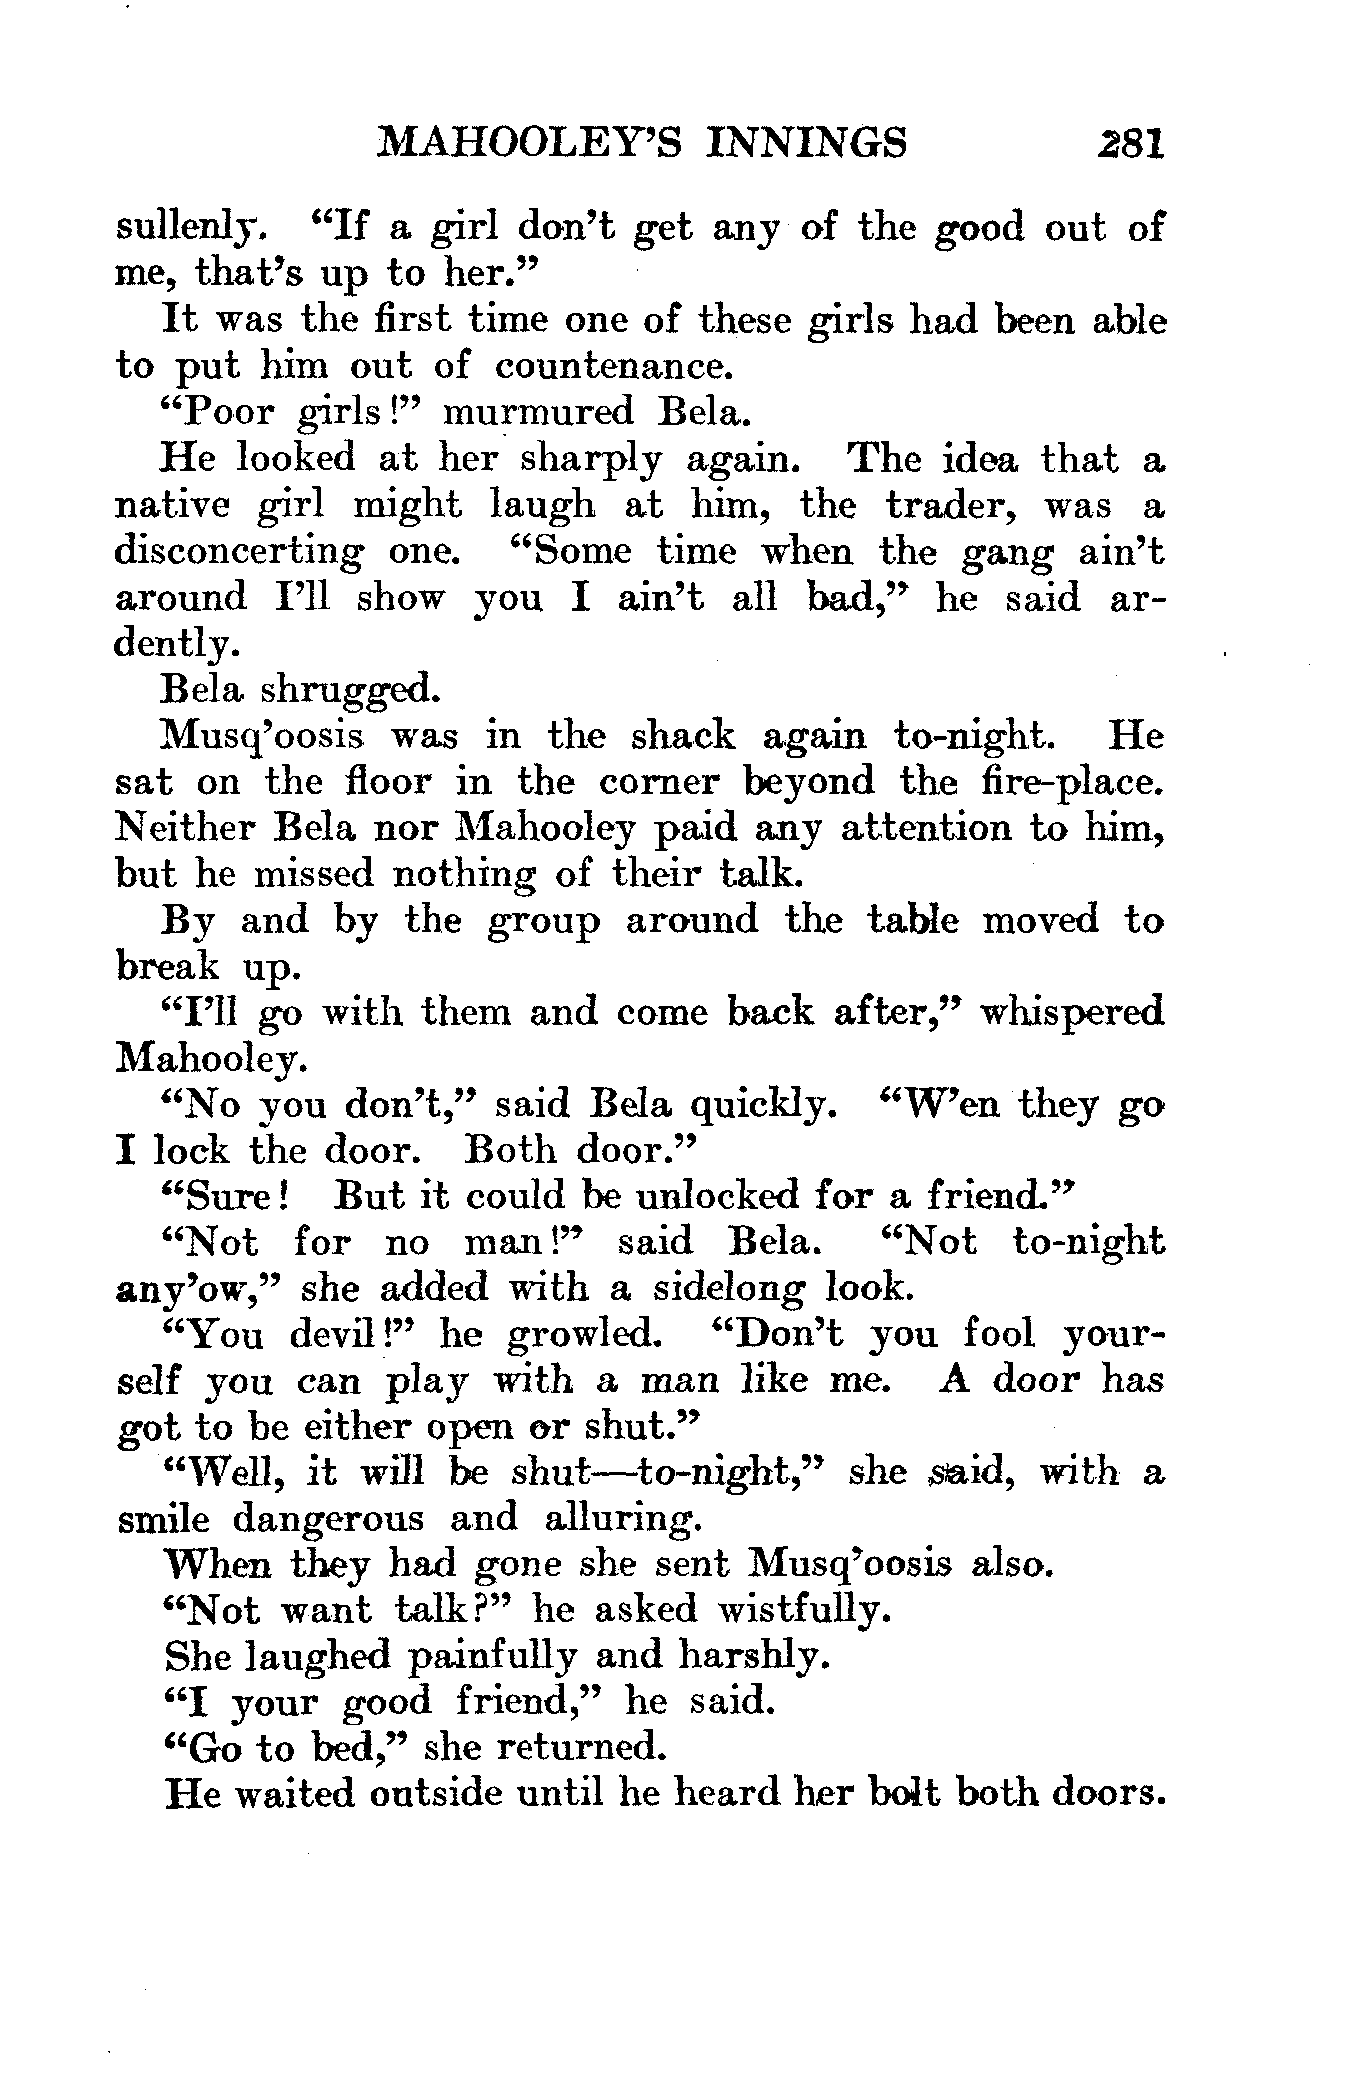 MAHOOLEY'S INNINGS 281
sullenly. "If a girl don't get any of the good out of
me, that's up to her."
It was the first time one of these girls had been able
to put him out of countenance.
"Poor girls!" murmured Bela.
He looked at her sharply again. The idea that a
native girl might laugh at him, the trader, was a
disconcerting one. "Some time when the gang ain't
around I'll show you I ain't all bad," he said ar-
dently.
Bela shrugged.
Musq'oosis was in the shack again to-night. He
sat on the floor in the corner beyond the fire-place.
Neither Bela nor Mahooley paid any attention to him,
but he missed nothing of their talk.
By and by the group around the table moved to
break up.
"I'll go with them and come back after," whispered
Mahooley.
"No you don't," said Bela quickly. "W'en they go
I lock the door. Both door."
"Sure! But it could be unlocked for a friend."
"Not for no man!" said Bela. "Not to-night
any'ow," she added with a sidelong look.
"You devil!" he growled. "Don't you fool your-
self you can play with a man like me. A door has
got to be either open or shut."
"Well, it will be shut—to-night," she said, with a
smile dangerous and alluring.
When they had gone she sent Musq'oosis also.
"Not want talk?" he asked wistfully.
She laughed painfully and harshly.
"I your good friend," he said.
"Go to bed," she returned.
He waited outside until he heard her bolt both doors.